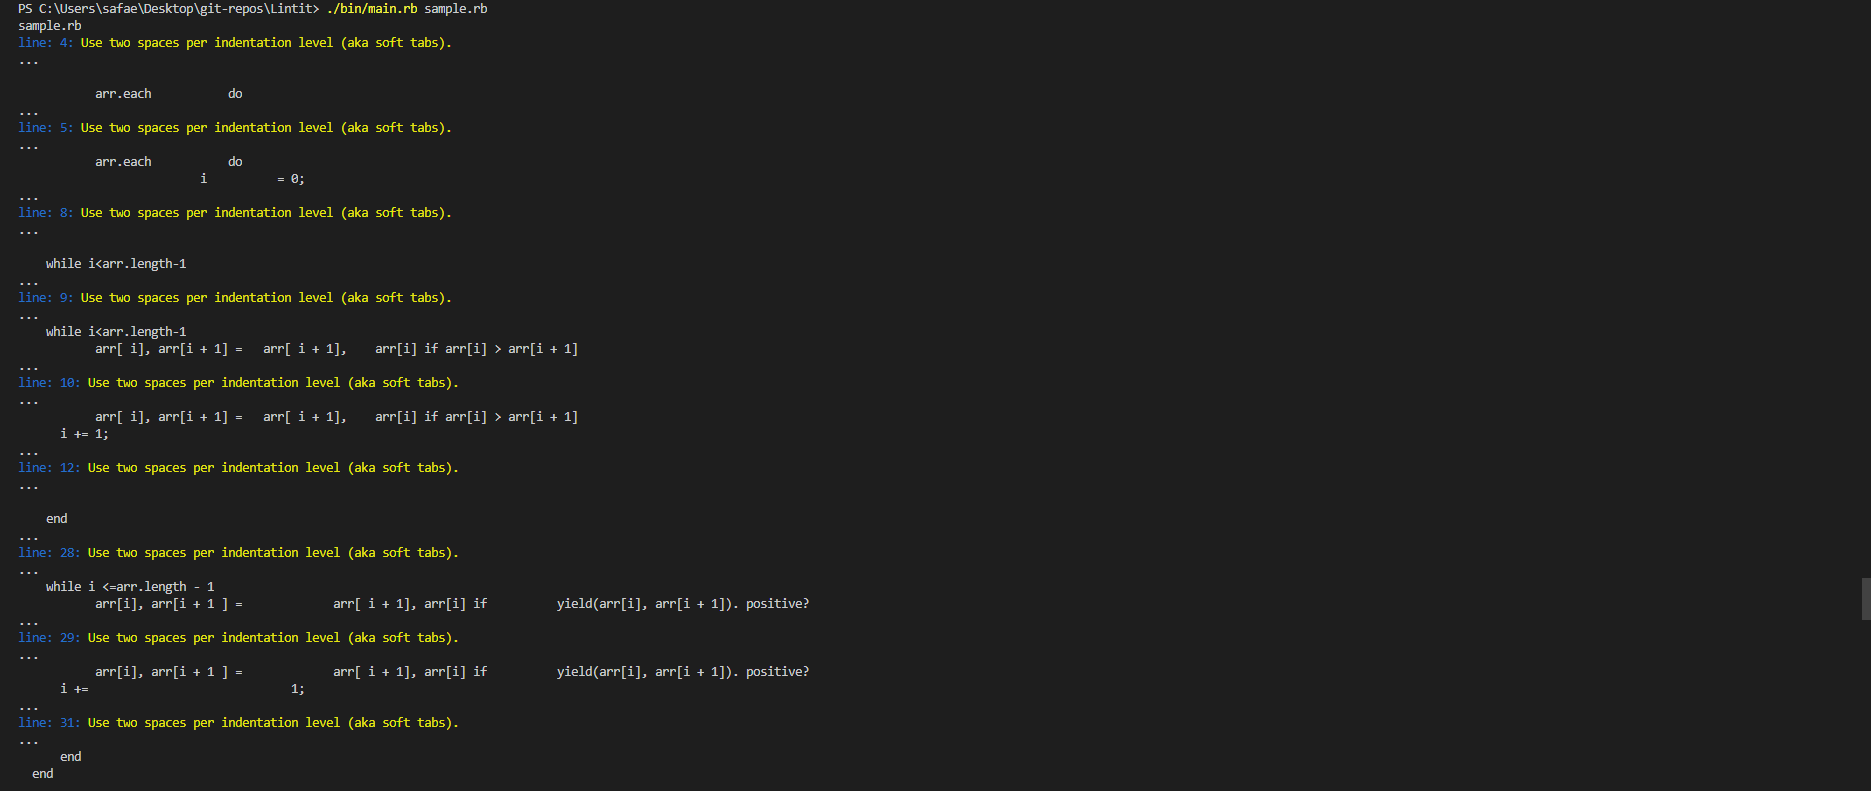 PS C:\Users\safae\Desktop\git-repos\Lintit> ./bin/main.rb sample.rb
sample.rb
line: 4: Use two spaces per indentation level (aka soft tabs).
...
arr.each           do
...
line: 5: Use two spaces per indentation level (aka soft tabs).
...
arr.each           do
i          = 0;
...
line: 8: Use two spaces per indentation level (aka soft tabs).
...
while i<arr.length-1
...
line: 9: Use two spaces per indentation level (aka soft tabs).
...
while i<arr.length-1
arr[ i], arr[i + 1] =   arr[ i + 1],    arr[i] if arr[i] > arr[i + 1]
...
line: 10: Use two spaces per indentation level (aka soft tabs).
...
arr[ i], arr[i + 1] =   arr[ i + 1],    arr[i] if arr[i] > arr[i + 1]
i += 1;
...
line: 12: Use two spaces per indentation level (aka soft tabs).
...
end
...
line: 28: Use two spaces per indentation level (aka soft tabs).
...
while i <=arr.length - 1
arr[i], arr[i + 1 ] =             arr[ i + 1], arr[i] if          yield(arr[i], arr[i + 1]). positive?
...
line: 29: Use two spaces per indentation level (aka soft tabs).
...
arr[i], arr[i + 1 ] =             arr[ i + 1], arr[i] if          yield(arr[i], arr[i + 1]). positive?
i +=                             1;
...
line: 31: Use two spaces per indentation level (aka soft tabs).
...
end
end